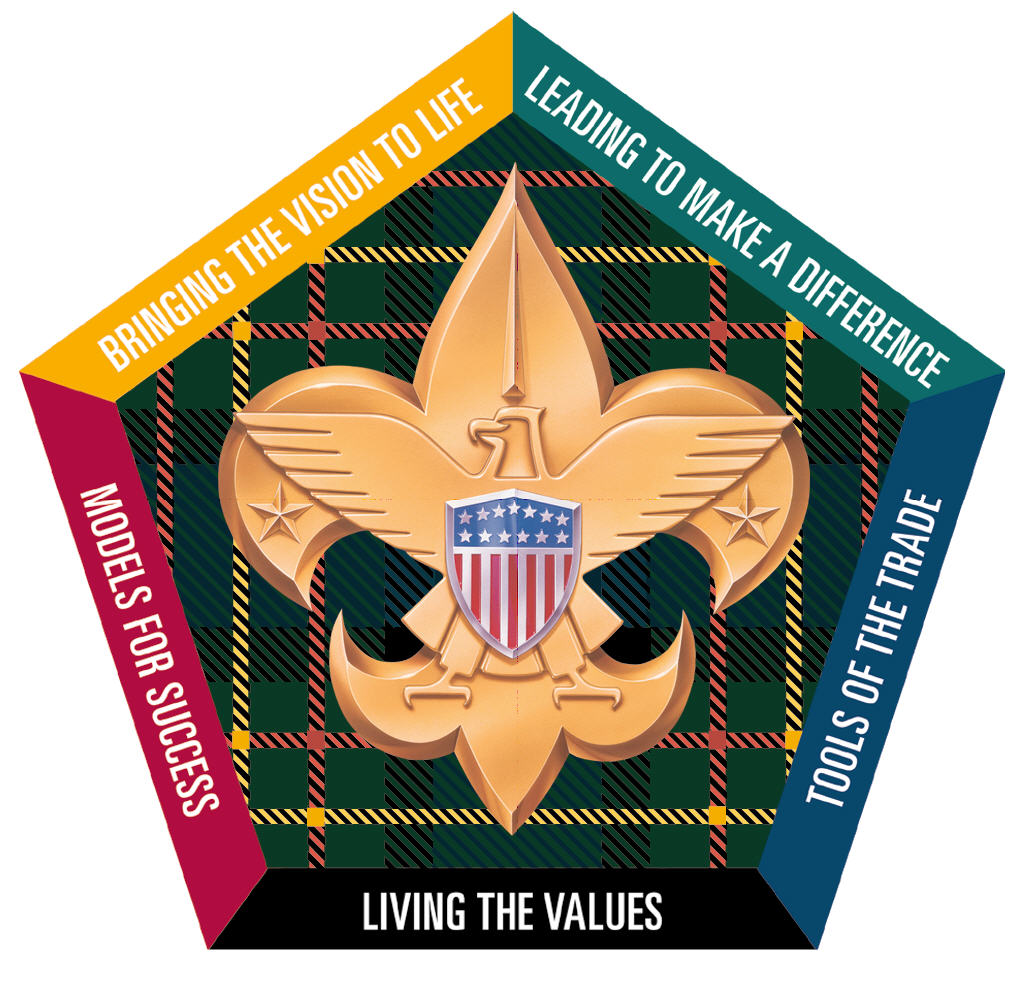 BRINGING THE VISION TO LIFE
LEADING TO MAKE A DIFFERENCE
MODELS FOR SUCCESS
TOOLS OF THE TRADE
LIVING THE VALUES